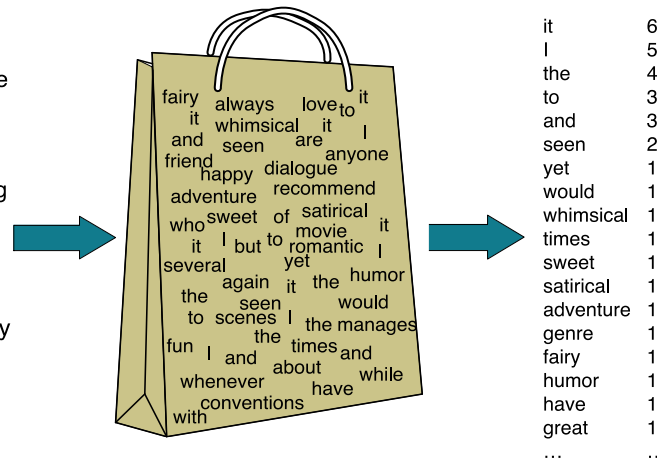 e
g
y
fairy always love to it
it whimsical it I
and seen are anyone
friend happy dialogue
adventure recommend
who sweet of satirical it
it I but to movie romantic I
several yet
again it the humor
the seen would
to scenes I the manages
fun the times and
I and about while
whenever have
conventions
with
it 6
I 5
the 4
to 3
and 3
seen 2
yet 1
would 1
whimsical 1
times 1
sweet 1
satirical 1
adventure 1
genre 1
fairy 1
humor 1
have 1
great 1
... ..